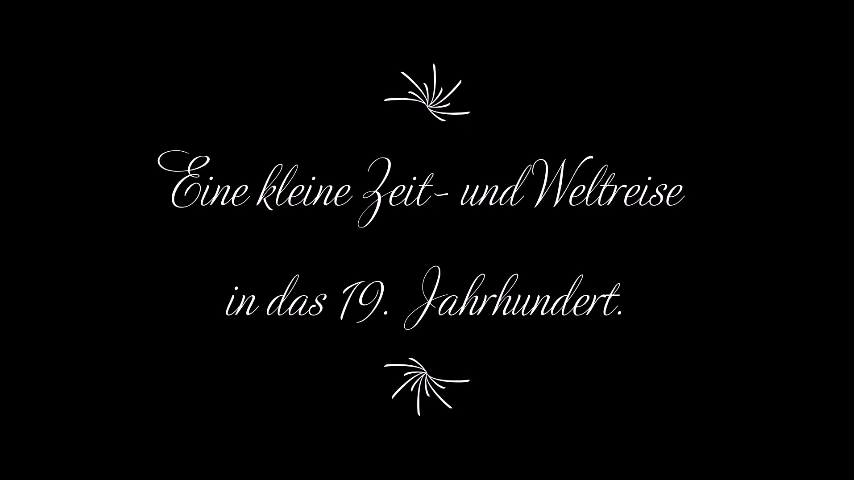 Eine kleine Zeit- und Weltreise
in das 19. Jahrhundert.